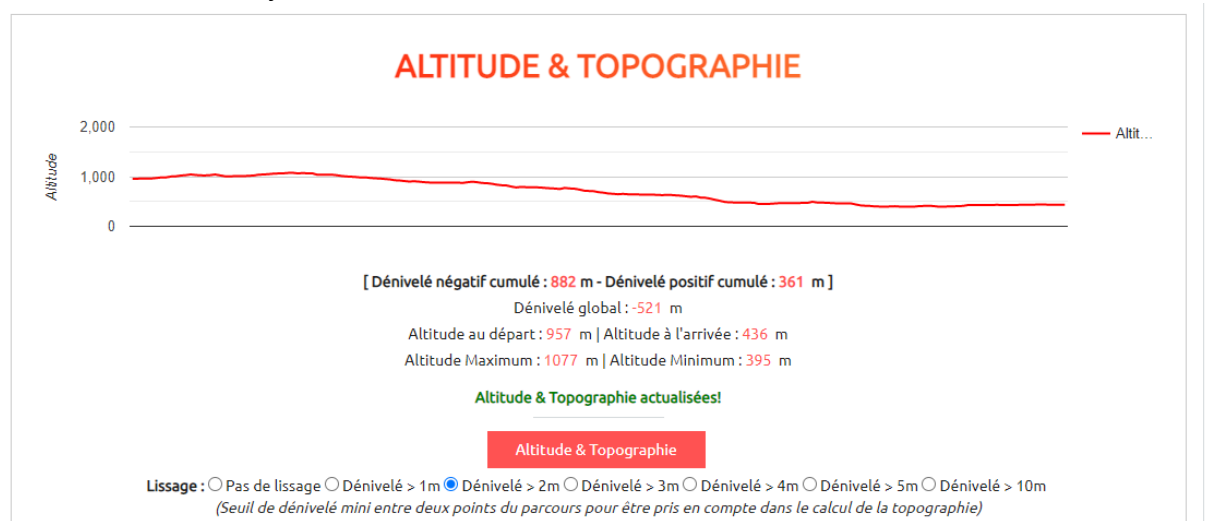 ALTITUDE & TOPOGRAPHIE
2,000
1,000
0
Altitude
Altit...
[ Dénivelé négatif cumulé : 882 m - Dénivelé positif cumulé : 361 m ]
Dénivelé global : -521 m
Altitude au départ : 957 m | Altitude à l'arrivée : 436 m
Altitude Maximum : 1077 m | Altitude Minimum : 395 m
Altitude & Topographie actualisées!
Altitude & Topographie
Lissage : Pas de lissage Dénivelé > 1m Dénivelé > 2m Dénivelé > 3m Dénivelé > 4m Dénivelé > 5m Dénivelé > 10m
(Seuil de dénivelé mini entre deux points du parcours pour être pris en compte dans le calcul de la topographie)